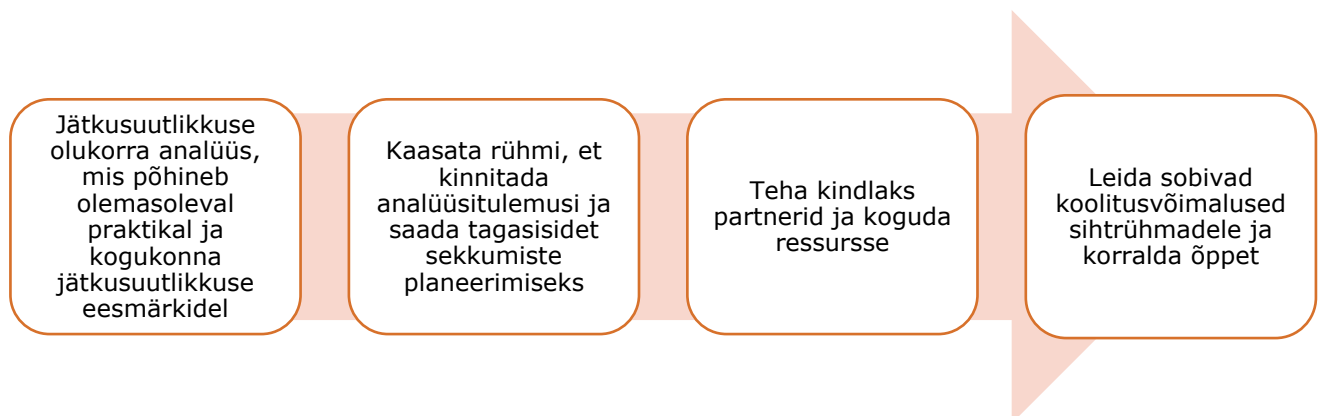 Jätkusuutlikkuse
olukorra analüüs,
mis põhineb
olemasoleval
praktikal ja
kogukonna
jätkusuutlikkuse
eesmärkidel
Kaasata rühmi, et
kinnitada
analüüsitulemusi ja
saada tagasisidet
sekkumiste
planeerimiseks
Teha kindlaks
partnerid ja koguda
ressursse
Leida sobivad
koolitusvõimalused
sihtrühmadele ja
korralda õppet